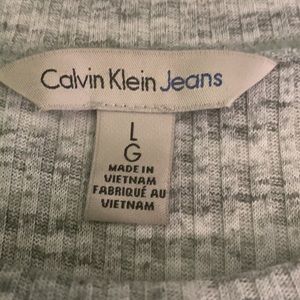 Calvin Klein Jeans
L
G
MADE IN
VIETNAM
FABRIQUÉ AU
VIETNAM